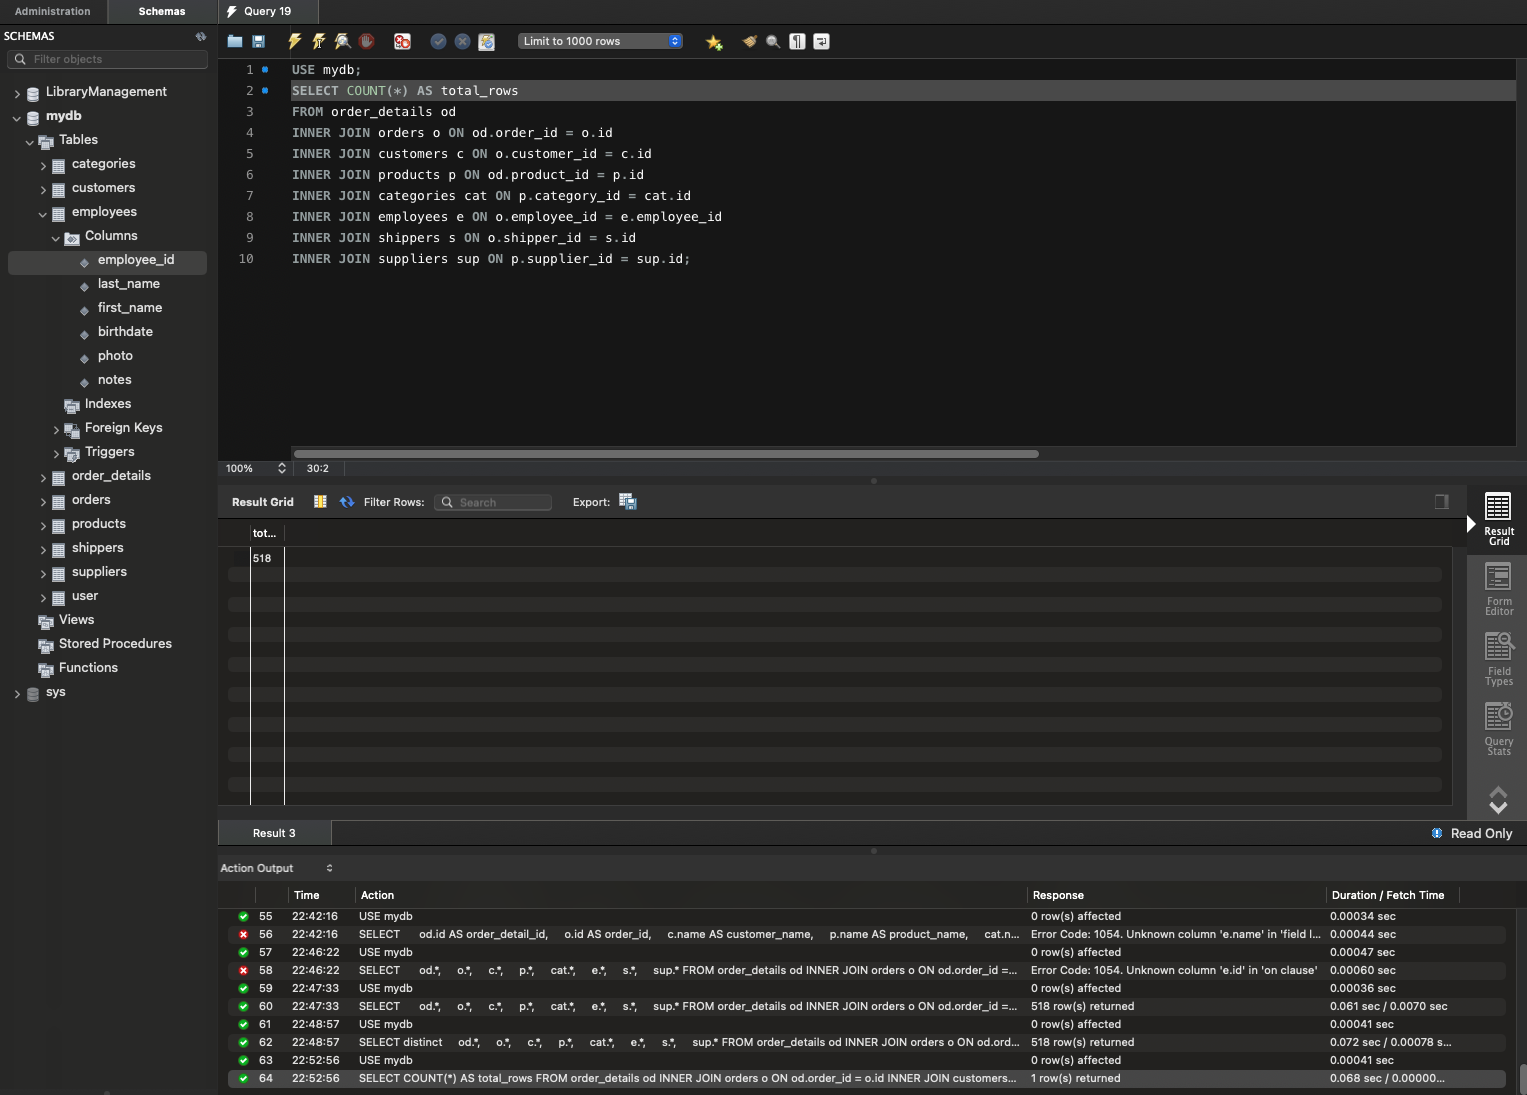 Administration
Schemas
Query 19
SCHEMAS
Filter objects
LibraryManagement
mydb
Tables
categories
customers
employees
Columns
employee_id
last_name
first_name
birthdate
photo
notes
Indexes
Foreign Keys
Triggers
order_details
orders
products
shippers
suppliers
user
Views
Stored Procedures
Functions
sys
Limit to 1000 rows
1 USE mydb;
2 SELECT COUNT(*) AS total_rows
3 FROM order_details od
4 INNER JOIN orders o ON od.order_id = o.id
5 INNER JOIN customers c ON o.customer_id = c.id
6 INNER JOIN products p ON od.product_id = p.id
7 INNER JOIN categories cat ON p.category_id = cat.id
8 INNER JOIN employees e ON o.employee_id = e.employee_id
9 INNER JOIN shippers s ON o.shipper_id = s.id
10 INNER JOIN suppliers sup ON p.supplier_id = sup.id;
100% 30:2
Result Grid Filter Rows: Search Export:
tot...
518
Result
Grid
Form
Editor
Field
Types
Query
Stats
Result 3
Read Only
Action Output
Time Action Response Duration / Fetch Time
55 22:42:16 USE mydb 0 row(s) affected 0.00034 sec
56 22:42:16 SELECT od.id AS order_detail_id, o.id AS order_id, c.name AS customer_name, p.name AS product_name, cat.n... Error Code: 1054. Unknown column 'e.name' in 'field l... 0.00044 sec
57 22:46:22 USE mydb 0 row(s) affected 0.00047 sec
58 22:46:22 SELECT od.*, o.*, c.*, p.*, cat.*, e.*, s.*, sup.* FROM order_details od INNER JOIN orders o ON od.order_id =... Error Code: 1054. Unknown column 'e.id' in 'on clause' 0.00060 sec
59 22:47:33 USE mydb 0 row(s) affected 0.00036 sec
60 22:47:33 SELECT od.*, o.*, c.*, p.*, cat.*, e.*, s.*, sup.* FROM order_details od INNER JOIN orders o ON od.order_id =... 518 row(s) returned 0.061 sec / 0.0070 sec
61 22:48:57 USE mydb 0 row(s) affected 0.00041 sec
62 22:48:57 SELECT distinct od.*, o.*, c.*, p.*, cat.*, e.*, s.*, sup.* FROM order_details od INNER JOIN orders o ON od.ord... 518 row(s) returned 0.072 sec / 0.00078 s...
63 22:52:56 USE mydb 0 row(s) affected 0.00041 sec
64 22:52:56 SELECT COUNT(*) AS total_rows FROM order_details od INNER JOIN orders o ON od.order_id = o.id INNER JOIN customers... 1 row(s) returned 0.068 sec / 0.00000...